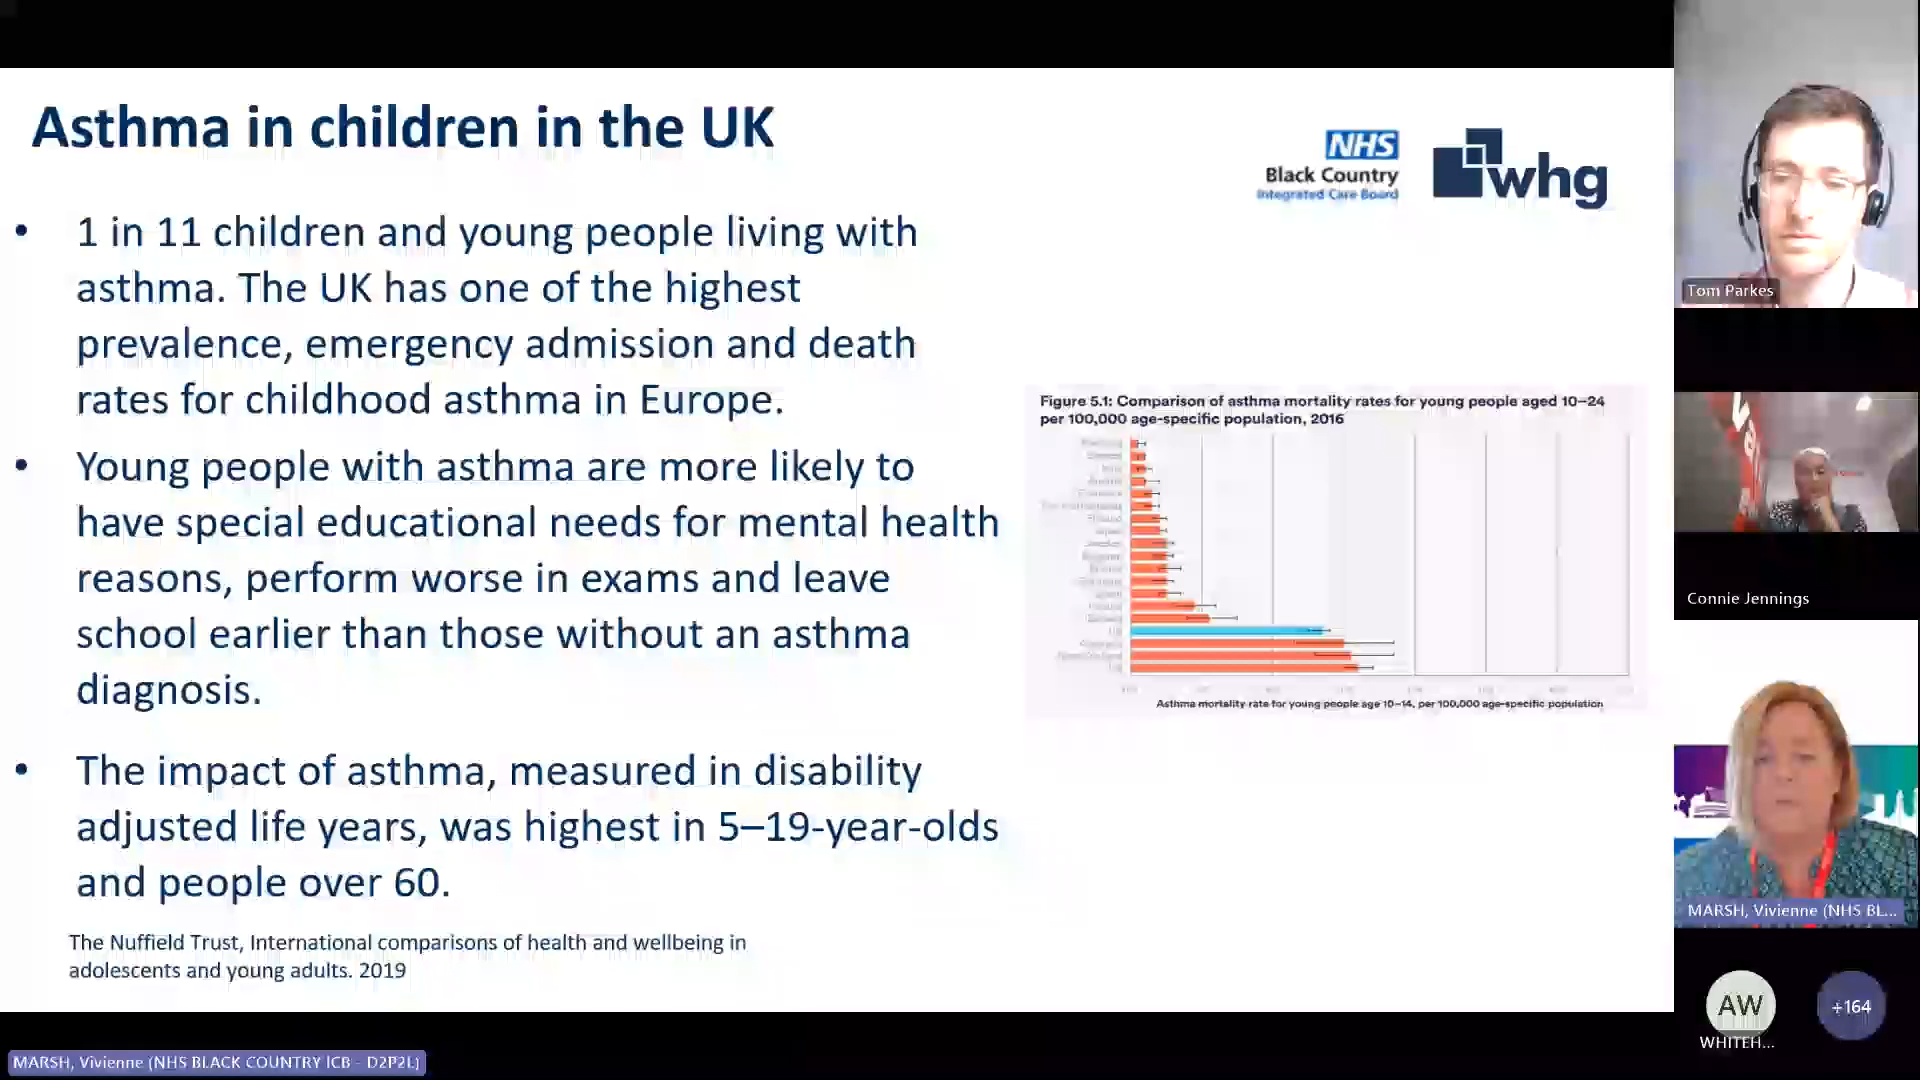 Asthma in children in the UK
NHS
Black Country
Integrated Care Board
whg
• 1 in 11 children and young people living with
asthma. The UK has one of the highest
prevalence, emergency admission and death
rates for childhood asthma in Europe.
• Young people with asthma are more likely to
have special educational needs for mental health
reasons, perform worse in exams and leave
school earlier than those without an asthma
diagnosis.
• The impact of asthma, measured in disability
adjusted life years, was highest in 5–19-year-olds
and people over 60.
The Nuffield Trust, International comparisons of health and wellbeing in
adolescents and young adults. 2019
Figure 5.1: Comparison of asthma mortality rates for young people aged 10–24
per 100,000 age-specific population, 2016
Asthma mortality rate for young people age 10–14, per 100,000 age-specific population
Tom Parkes
Connie Jennings
MARSH, Vivienne (NHS BL...
AW
WHITEH...
+164
MARSH, Vivienne (NHS BLACK COUNTRY ICB - D2P2L)